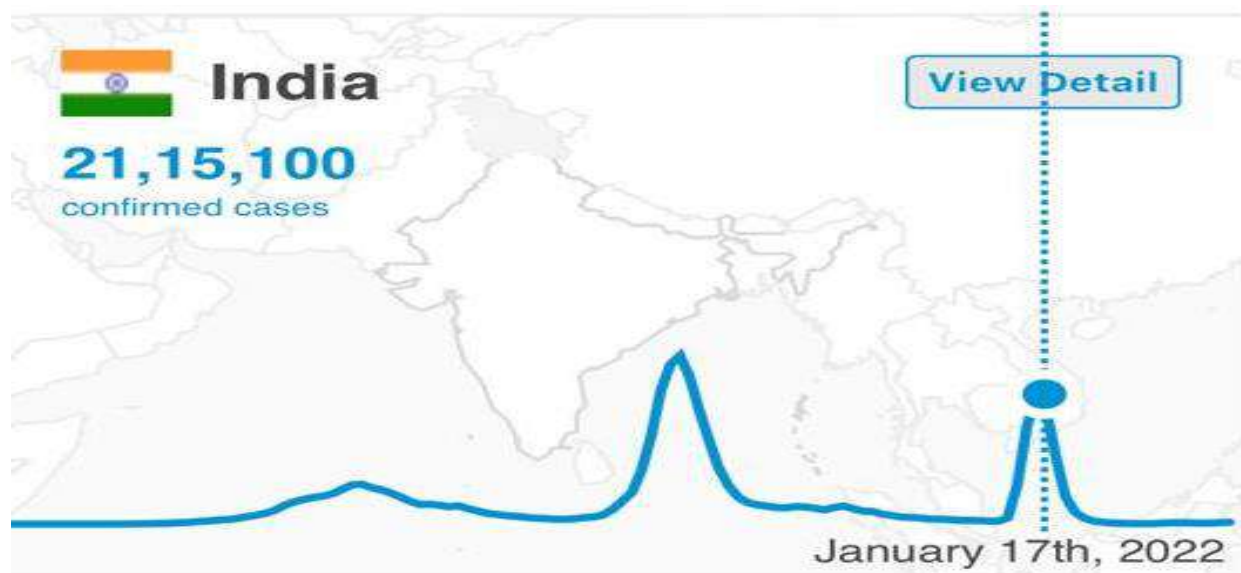 India
View Detail
21,15,100
confirmed cases
January 17th, 2022